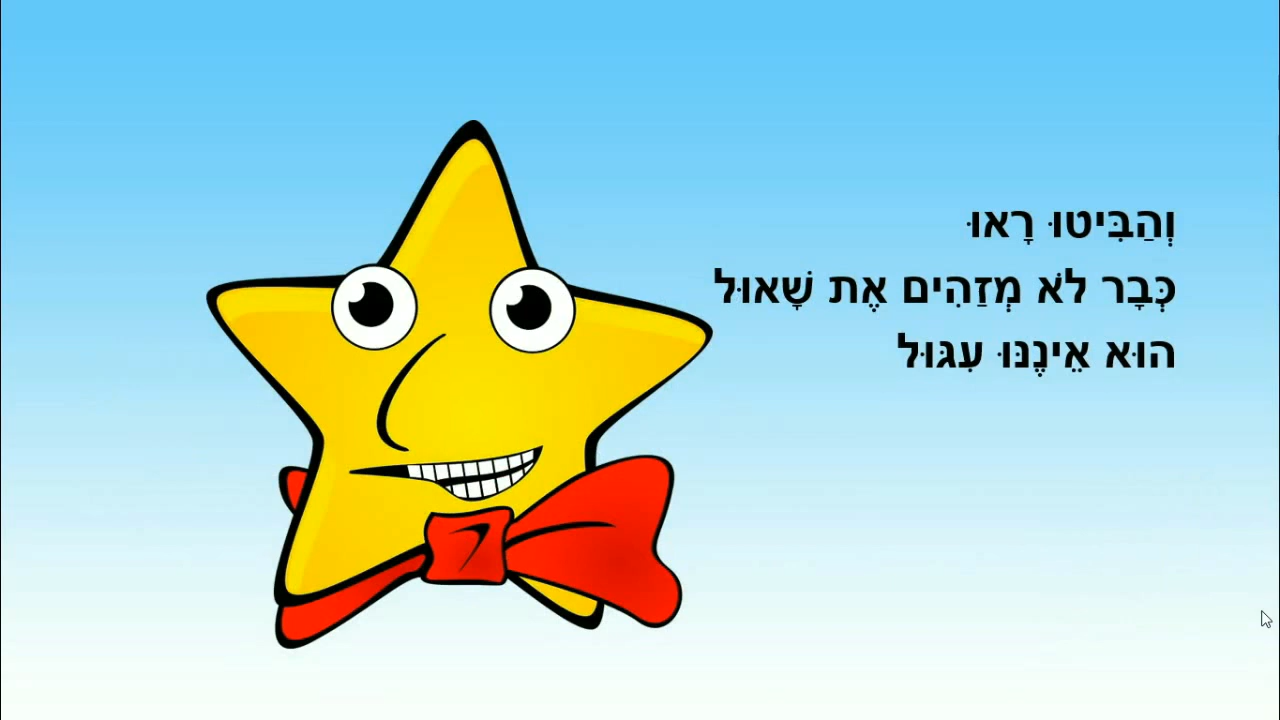 וְהַבִּיטוּ רָאוּ
כְּבָר לֹא מְזַהִים אֶת שָׁאוּל
הוּא אֵינֶנּוּ עִגּוּל